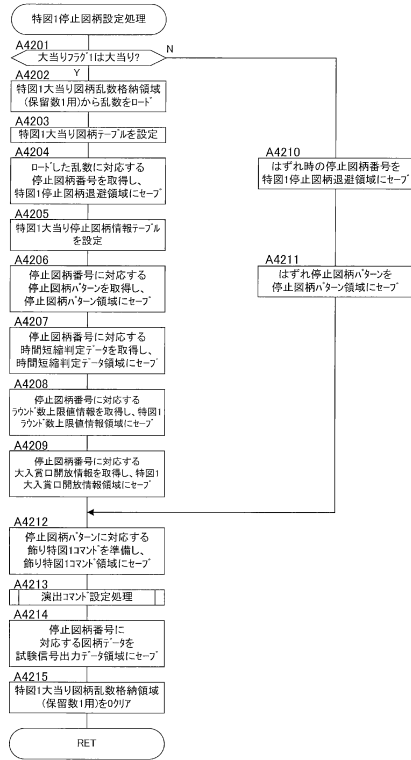 特図1停止図柄設定処理
A4201
大当りフラグ1は大当り?
N
Y
A4202
特図1大当り図柄乱数格納領域
(保留数1用)から乱数をロード
A4203
特図1大当り図柄テーブルを設定
A4204
ロードした乱数に対応する
停止図柄番号を取得し、
特図1停止図柄退避領域にセーブ
A4205
特図1大当り停止図柄情報テーブル
を設定
A4206
停止図柄番号に対応する
停止図柄パターンを取得し、
停止図柄パターン領域にセーブ
A4207
停止図柄番号に対応する
時間短縮判定データを取得し、
時間短縮判定データ領域にセーブ
A4208
停止図柄番号に対応する
ラウンド数上限値情報を取得し、特図1
ラウンド数上限値情報領域にセーブ
A4209
停止図柄番号に対応する
大入賞口開放情報を取得し、特図1
大入賞口開放情報領域にセーブ
A4210
はずれ時の停止図柄番号を
特図1停止図柄退避領域にセーブ
A4211
はずれ停止図柄パターンを
停止図柄パターン領域にセーブ
A4212
停止図柄パターンに対応する
飾り特図1コマンドを準備し、
飾り特図1コマンド領域にセーブ
A4213
演出コマンド設定処理
A4214
停止図柄番号に
対応する図柄データを
試験信号出力データ領域にセーブ
A4215
特図1大当り図柄乱数格納領域
(保留数1用)を0クリア
RET